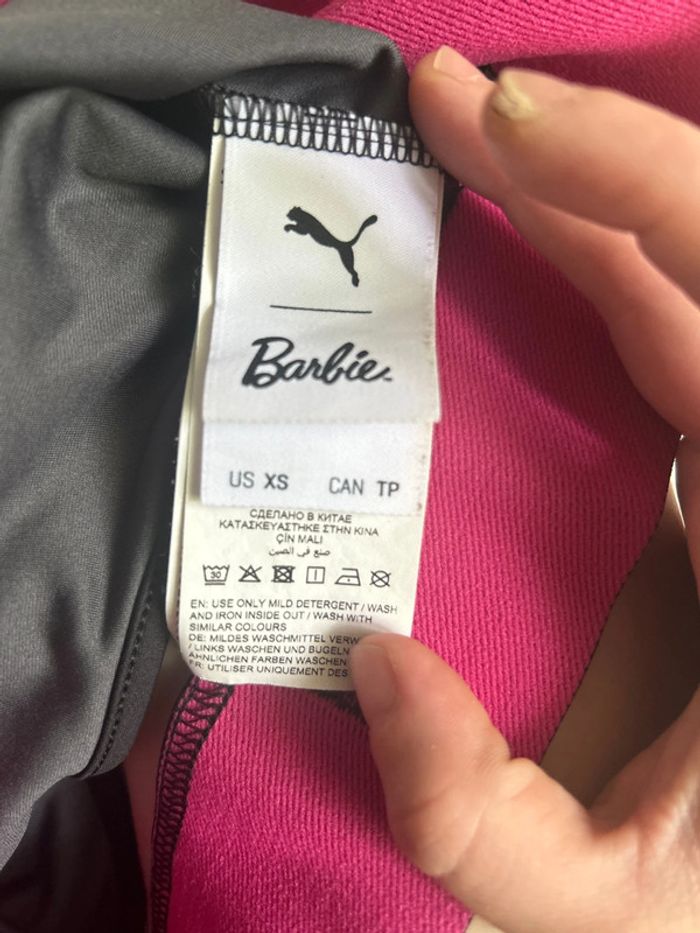 Barbie
US XS CAN TP
СДЕЛАНО В КИТАЕ
ΚΑΤΑΣΚΕΥΑΣΤΗΚΕ ΣΤΗΝ ΚΙΝΑ
ÇİN MALI
صنع في الصين
30
EN: USE ONLY MILD DETERGENT / WASH
AND IRON INSIDE OUT / WASH WITH
SIMILAR COLOURS
DE: MILDES WASCHMITTEL
/ LINKS WASCHEN UND BÜGELN
ÄHNLICHEN FARBEN WASCHEN
FR: UTILISER UNIQUEMENT DES